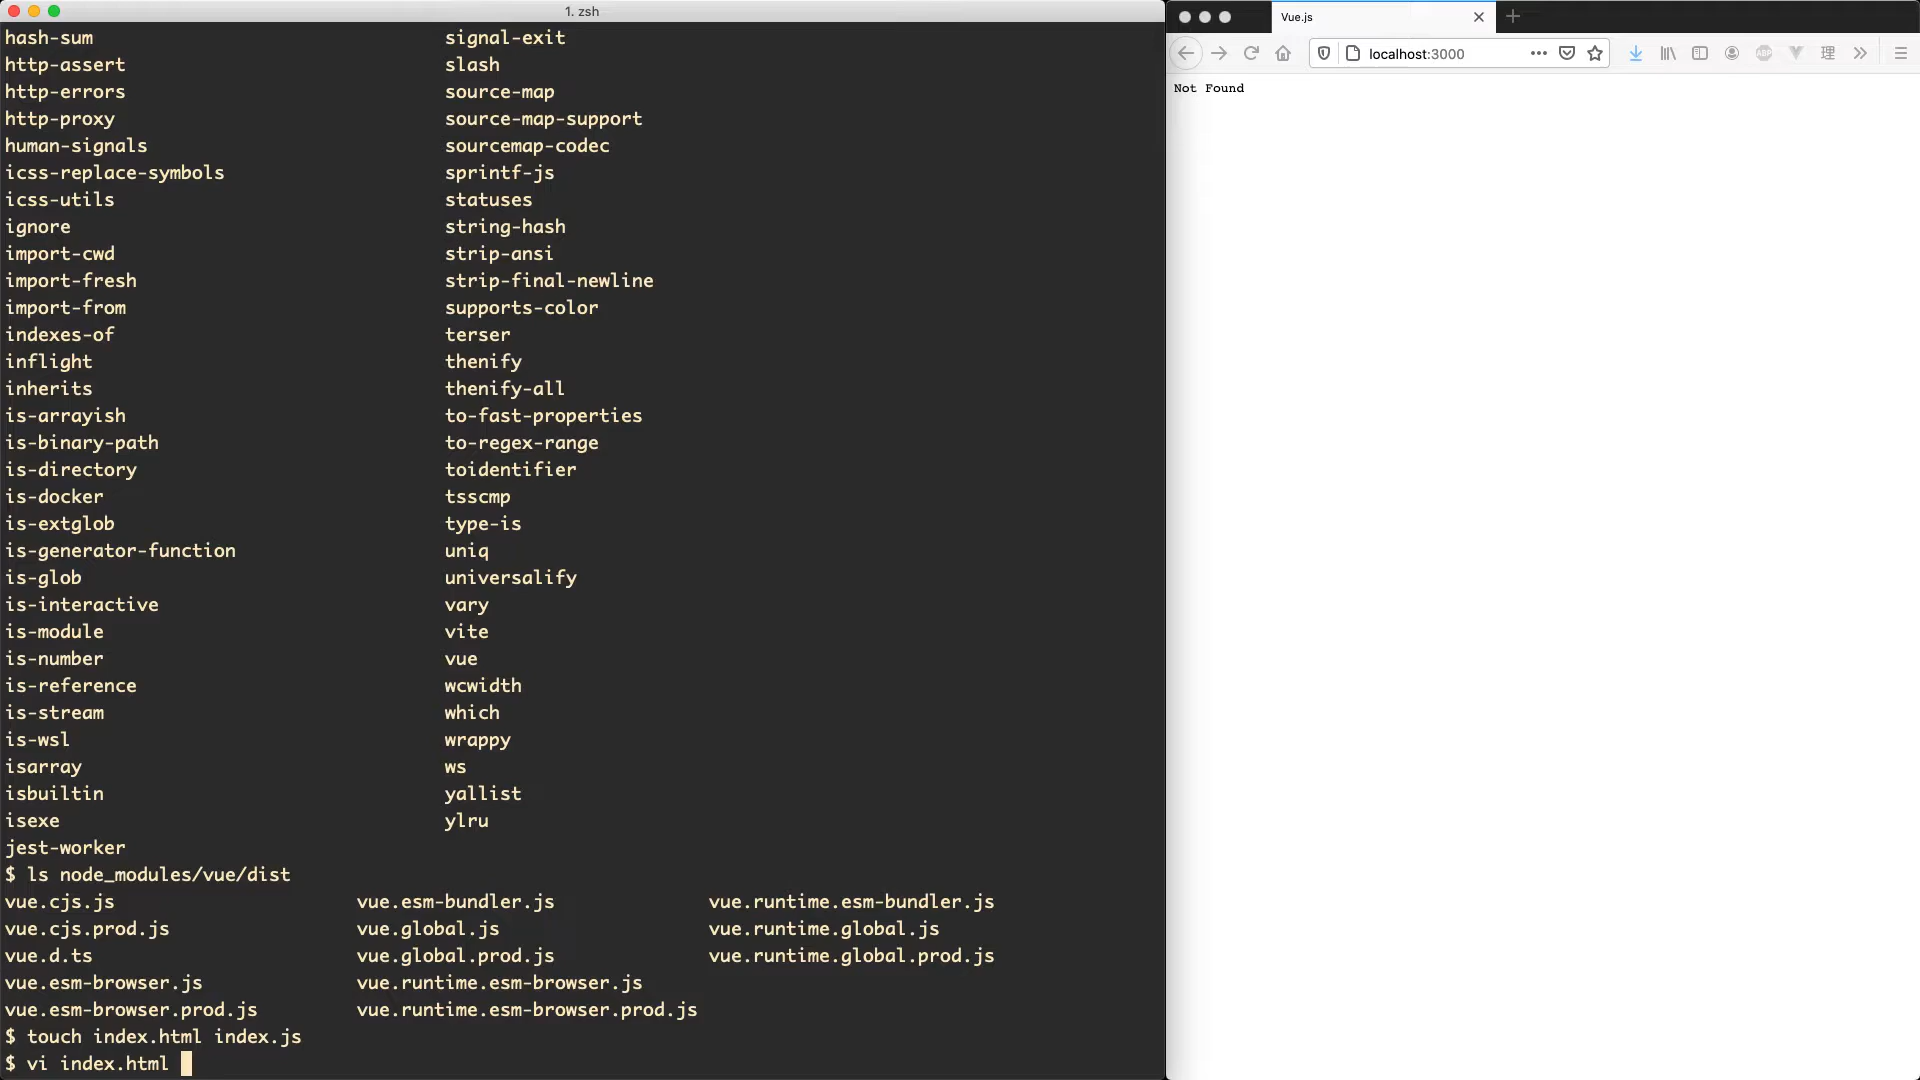 1. zsh
hash-sum signal-exit
http-assert slash
http-errors source-map
http-proxy source-map-support
human-signals sourcemap-codec
icss-replace-symbols sprintf-js
icss-utils statuses
ignore string-hash
import-cwd strip-ansi
import-fresh strip-final-newline
import-from supports-color
indexes-of terser
inflight thenify
inherits thenify-all
is-arrayish to-fast-properties
is-binary-path to-regex-range
is-directory toidentifier
is-docker tsscmp
is-extglob type-is
is-generator-function uniq
is-glob universalify
is-interactive vary
is-module vite
is-number vue
is-reference wcwidth
is-stream which
is-wsl wrappy
isarray ws
isbuiltin yallist
isexe ylru
jest-worker
$ ls node_modules/vue/dist
vue.cjs.js vue.esm-bundler.js vue.runtime.esm-bundler.js
vue.cjs.prod.js vue.global.js vue.runtime.global.js
vue.d.ts vue.global.prod.js vue.runtime.global.prod.js
vue.esm-browser.js vue.runtime.esm-browser.js
vue.esm-browser.prod.js vue.runtime.esm-browser.prod.js
$ touch index.html index.js
$ vi index.html
Vue.js
localhost:3000
ABP
理
Not Found